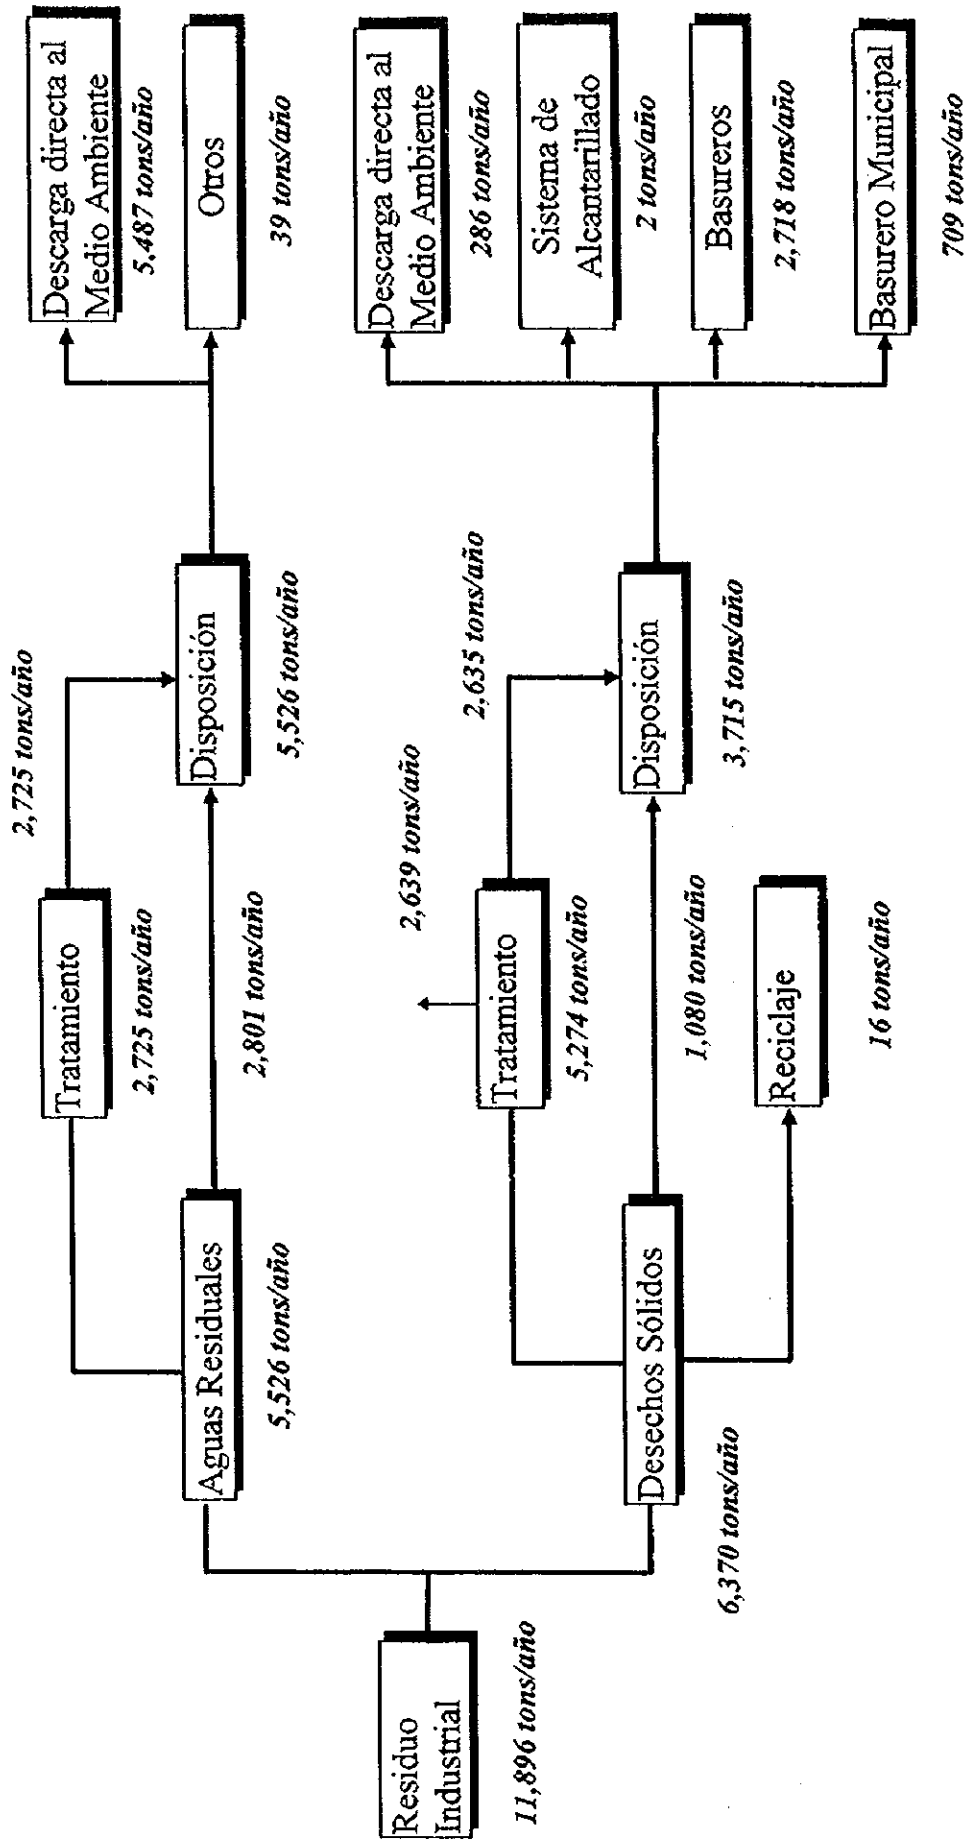 Residuo
Industrial
11,896 tons/año
Aguas Residuales
5,526 tons/año
Tratamiento
2,725 tons/año
2,725 tons/año
2,801 tons/año
Disposición
5,526 tons/año
Descarga directa al
Medio Ambiente
5,487 tons/año
Otros
39 tons/año
Desechos Sólidos
6,370 tons/año
Tratamiento
5,274 tons/año
2,639 tons/año
2,635 tons/año
1,080 tons/año
Reciclaje
16 tons/año
Disposición
3,715 tons/año
Descarga directa al
Medio Ambiente
286 tons/año
Sistema de
Alcantarillado
2 tons/año
Basureros
2,718 tons/año
Basurero Municipal
709 tons/año